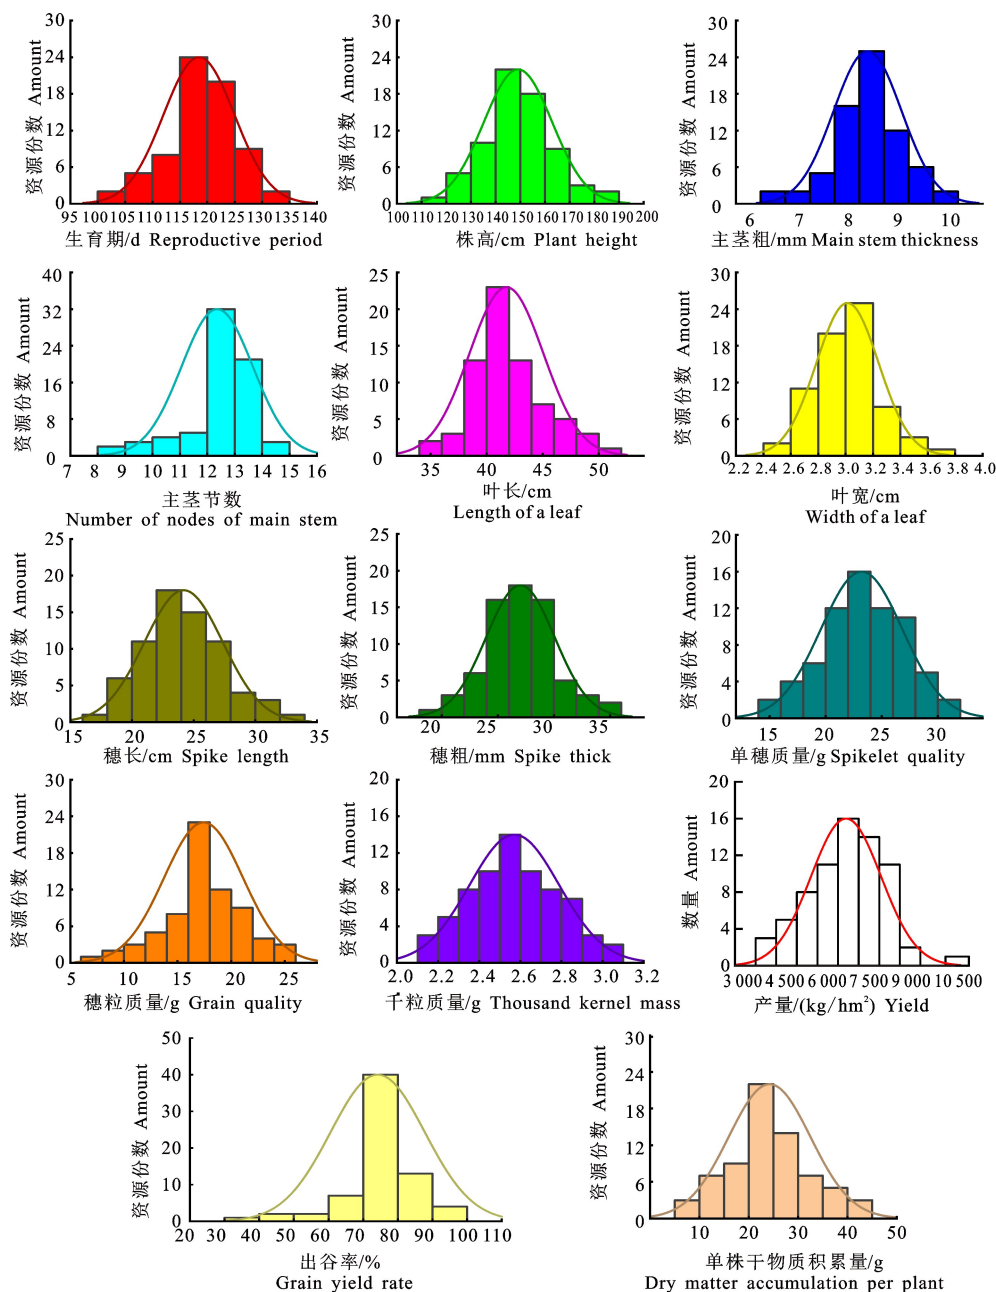 资源份数 Amount
30
24
18
12
6
0
95 100 105 110 115 120 125 130 135 140
生育期/d Reproductive period
资源份数 Amount
30
24
18
12
6
0
100 110 120 130 140 150 160 170 180 190 200
株高/cm Plant height
资源份数 Amount
30
24
18
12
6
0
6 7 8 9 10
主茎粗/mm Main stem thickness
资源份数 Amount
40
32
24
16
8
0
7 8 9 10 11 12 13 14 15 16
主茎节数
Number of nodes of main stem
资源份数 Amount
25
20
15
10
5
0
35 40 45 50
叶长/cm
Length of a leaf
资源份数 Amount
30
24
18
12
6
0
2.2 2.4 2.6 2.8 3.0 3.2 3.4 3.6 3.8 4.0
叶宽/cm
Width of a leaf
资源份数 Amount
25
20
15
10
5
0
15 20 25 30 35
穗长/cm Spike length
资源份数 Amount
25
20
15
10
5
0
20 25 30 35
穗粗/mm Spike thick
资源份数 Amount
20
16
12
8
4
0
15 20 25 30
单穗质量/g Spikelet quality
资源份数 Amount
30
24
18
12
6
0
5 10 15 20 25
穗粒质量/g Grain quality
资源份数 Amount
20
16
12
8
4
0
2.0 2.2 2.4 2.6 2.8 3.0 3.2
千粒质量/g Thousand kernel mass
数量 Amount
20
16
12
8
4
0
3 000 4 500 6 000 7 500 9 000 10 500
产量/(kg/hm²) Yield
资源份数 Amount
50
40
30
20
10
0
20 30 40 50 60 70 80 90 100 110
出谷率/%
Grain yield rate
资源份数 Amount
30
24
18
12
6
0
10 20 30 40 50
单株干物质积累量/g
Dry matter accumulation per plant